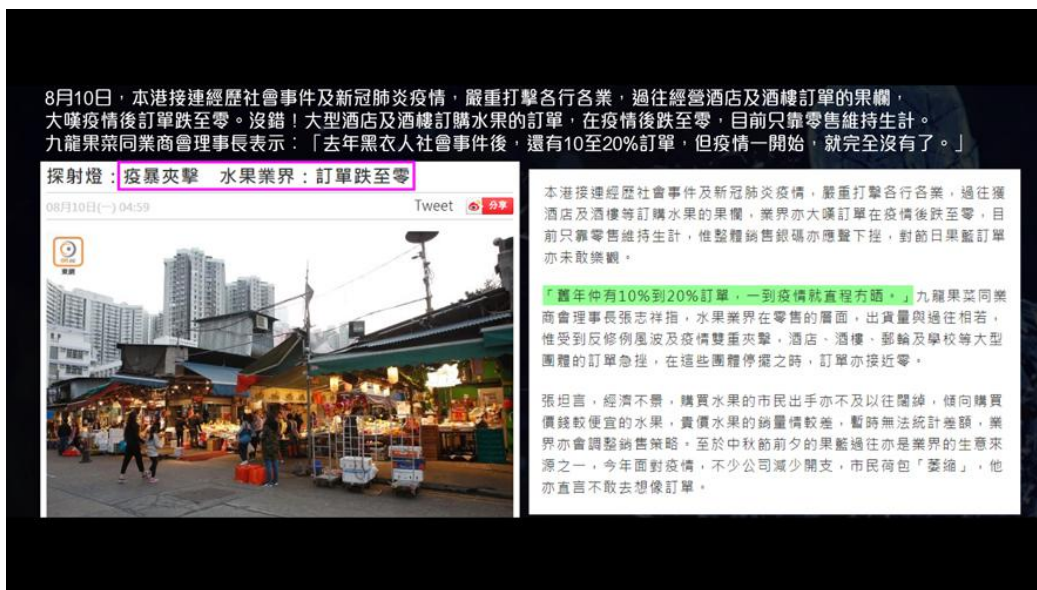 8月10日，本港接連經歷社會事件及新冠肺炎疫情，嚴重打擊各行各業，過往經營酒店及酒樓訂單的果欄，
大嘆疫情後訂單跌至零。沒錯！大型酒店及酒樓訂購水果的訂單，在疫情後跌至零，目前只靠零售維持生計。
九龍果菜同業商會理事長表示：「去年黑衣人社會事件後，還有10至20%訂單，但疫情一開始，就完全沒有了。」
探射燈：疫暴夾擊　水果業界：訂單跌至零
08月10日(一) 04:59
Tweet 分享
東網
本港接連經歷社會事件及新冠肺炎疫情，嚴重打擊各行各業，過往獲
酒店及酒樓等訂購水果的果欄，業界亦大嘆訂單在疫情後跌至零，目
前只靠零售維持生計，惟整體銷售銀碼亦應聲下挫，對節日果籃訂單
亦未敢樂觀。
「舊年仲有10%到20%訂單，一到疫情就直程冇晒。」九龍果菜同業
商會理事長張志祥指，水果業界在零售的層面，出貨量與過往相若，
惟受到反修例風波及疫情雙重夾擊，酒店、酒樓、郵輪及學校等大型
團體的訂單急挫，在這些團體停擺之時，訂單亦接近零。
張坦言，經濟不景，購買水果的市民出手亦不及以往闊綽，傾向購買
價錢較便宜的水果，貴價水果的銷量情較差，暫時無法統計差額，業
界亦會調整銷售策略。至於中秋節前夕的果籃過往亦是業界的生意來
源之一，今年面對疫情，不少公司減少開支，市民荷包「萎縮」，他
亦直言不敢去想像訂單。